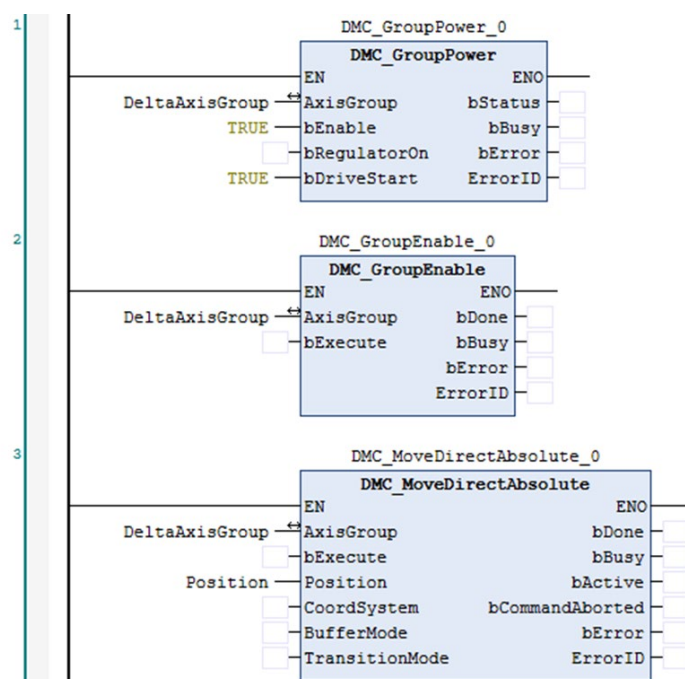 1
DMC_GroupPower_0
DMC_GroupPower
EN ENO
DeltaAxisGroup AxisGroup bStatus
TRUE bEnable bBusy
bRegulatorOn bError
TRUE bDriveStart ErrorID
2
DMC_GroupEnable_0
DMC_GroupEnable
EN ENO
DeltaAxisGroup AxisGroup bDone
bExecute bBusy
bError
ErrorID
3
DMC_MoveDirectAbsolute_0
DMC_MoveDirectAbsolute
EN ENO
DeltaAxisGroup AxisGroup bDone
bExecute bBusy
Position Position bActive
CoordSystem bCommandAborted
BufferMode bError
TransitionMode ErrorID